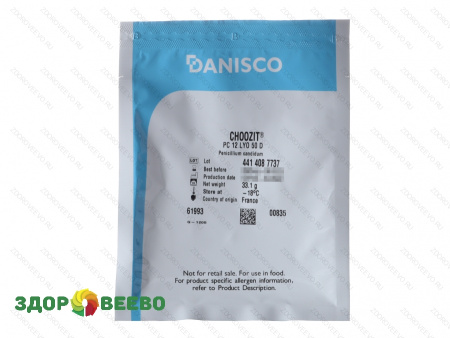 DANISCO
CHOOZIT®
PC 12 LYO 50 D
Penicillium candidum
LOT Lot 441 408 7737
Best before
Production date
Net weight 33.1 g
Store at -18°C
Country of origin France
61993 00835
Not for retail sale. For use in food.
For product specific allergen information,
refer to Product Description.
ЗДОРОВЕЕВО